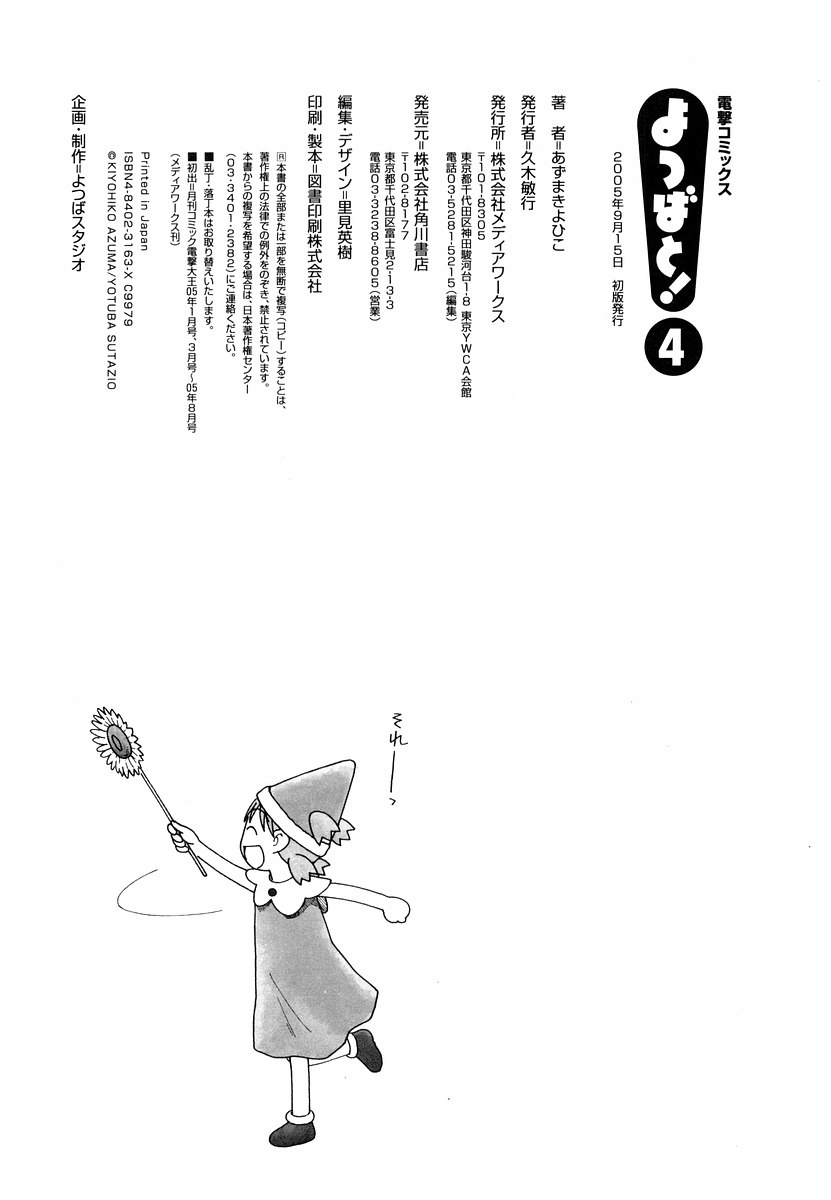 電撃コミックス
よつばと!④
2005年9月15日　初版発行
著　者＝あずまきよひこ
発行者＝久木敏行
発行所＝株式会社メディアワークス
〒101-8305
東京都千代田区神田駿河台1-8 東京YWCA会館
電話03-5281-5215（編集）
発売元＝株式会社角川書店
〒102-8177
東京都千代田区富士見2-13-3
電話03-3238-8605（営業）
編集・デザイン＝里見英樹
印刷・製本＝図書印刷株式会社
Ⓡ本書の全部または一部を無断で複写（コピー）することは、
著作権上の法律での例外をのぞき、禁止されています。
本書からの複写を希望する場合は、日本著作権センター
（03-3401-2382）にご連絡ください。
■乱丁・落丁本はお取り替えいたします。
■初出＝月刊コミック電撃大王05年1月号、3月号～05年8月号
（メディアワークス刊）
Printed in Japan
ISBN4-8402-3163-X C9979
©KIYOHIKO AZUMA/YOTUBA SUTAZIO
企画・制作＝よつばスタジオ
それーっ